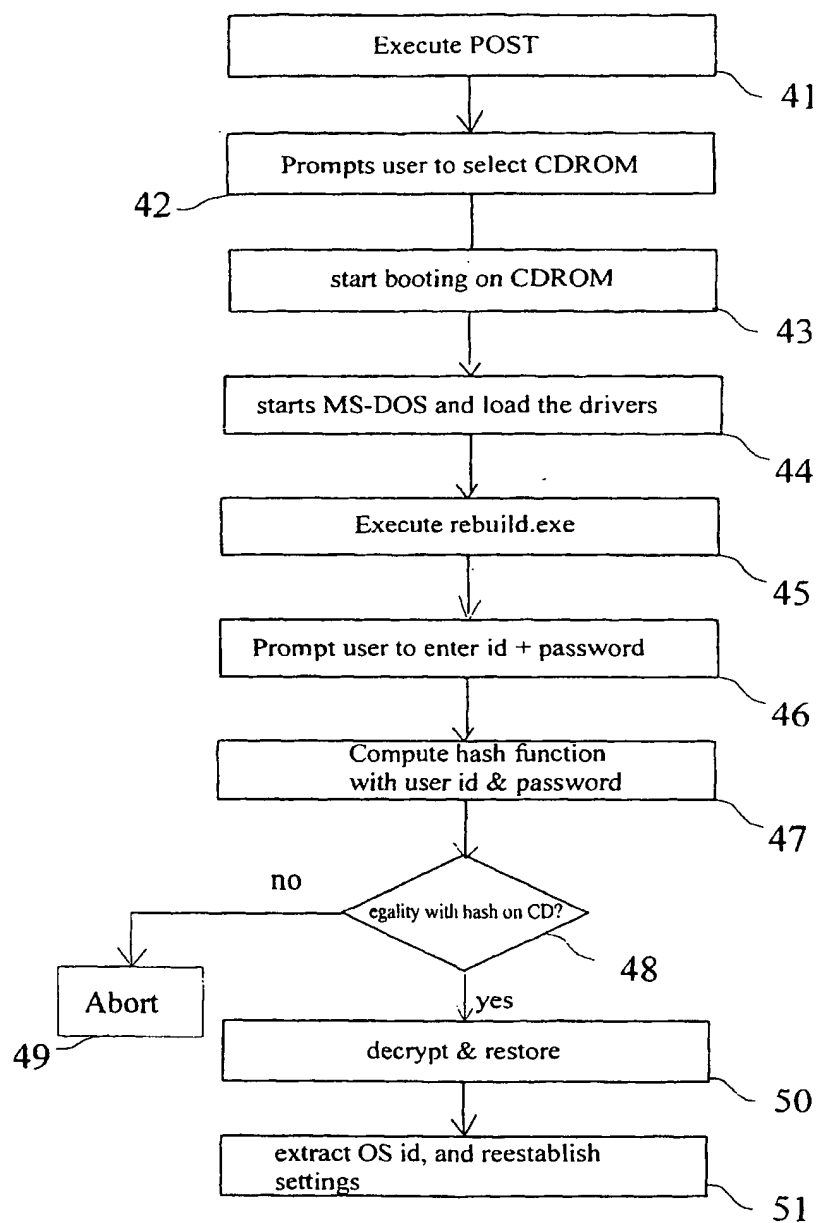 Execute POST
41
Prompts user to select CDROM
42
start booting on CDROM
43
starts MS-DOS and load the drivers
44
Execute rebuild.exe
45
Prompt user to enter id + password
46
Compute hash function
with user id & password
47
no
egality with hash on CD?
48
Abort
49
yes
decrypt & restore
50
extract OS id, and reestablish
settings
51